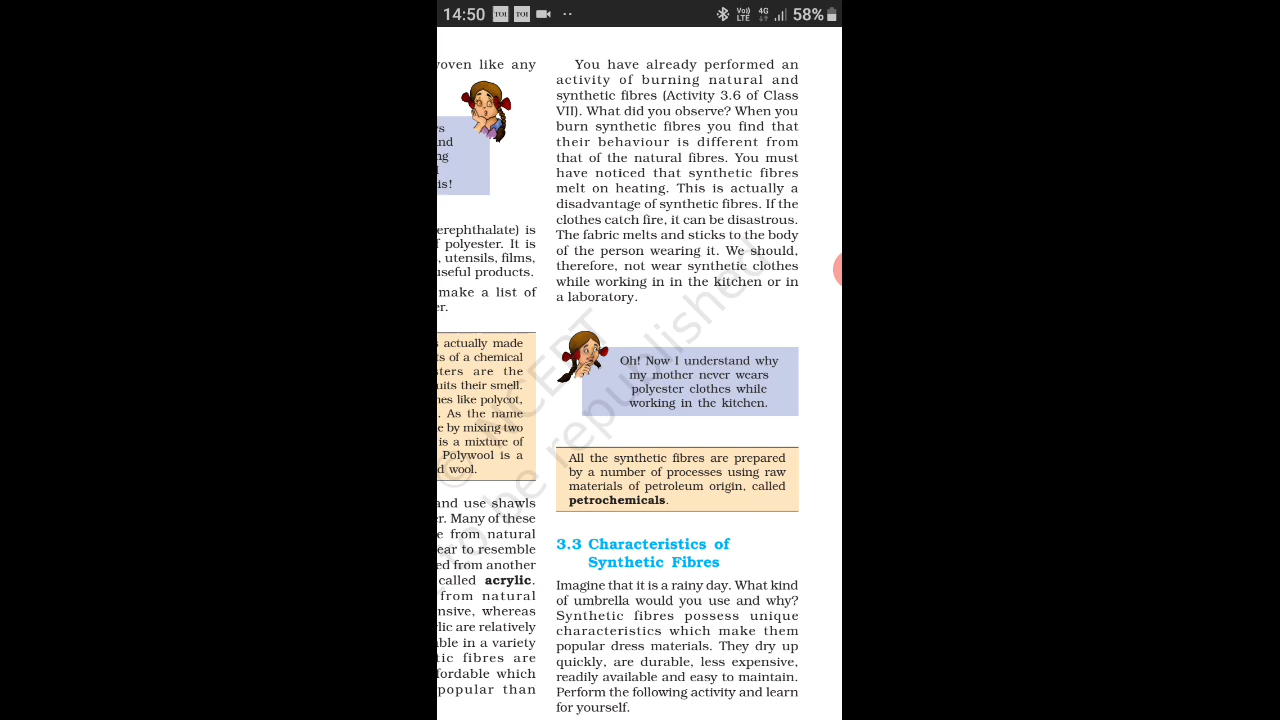 14:50 TOI TOI Vo) LTE 4G 58%
woven like any
rs
and
ng
is!
erephthalate) is
f polyester. It is
, utensils, films,
useful products.
make a list of
er.
s actually made
ts of a chemical
sters are the
uits their smell.
nes like polycot,
. As the name
e by mixing two
is a mixture of
Polywool is a
d wool.
and use shawls
er. Many of these
e from natural
ear to resemble
ed from another
called acrylic.
from natural
nsive, whereas
ylic are relatively
able in a variety
tic fibres are
fordable which
popular than
You have already performed an
activity of burning natural and
synthetic fibres (Activity 3.6 of Class
VII). What did you observe? When you
burn synthetic fibres you find that
their behaviour is different from
that of the natural fibres. You must
have noticed that synthetic fibres
melt on heating. This is actually a
disadvantage of synthetic fibres. If the
clothes catch fire, it can be disastrous.
The fabric melts and sticks to the body
of the person wearing it. We should,
therefore, not wear synthetic clothes
while working in in the kitchen or in
a laboratory.
Oh! Now I understand why
my mother never wears
polyester clothes while
working in the kitchen.
All the synthetic fibres are prepared
by a number of processes using raw
materials of petroleum origin, called
petrochemicals.
3.3 Characteristics of
Synthetic Fibres
Imagine that it is a rainy day. What kind
of umbrella would you use and why?
Synthetic fibres possess unique
characteristics which make them
popular dress materials. They dry up
quickly, are durable, less expensive,
readily available and easy to maintain.
Perform the following activity and learn
for yourself.
© NCERT
to be republished